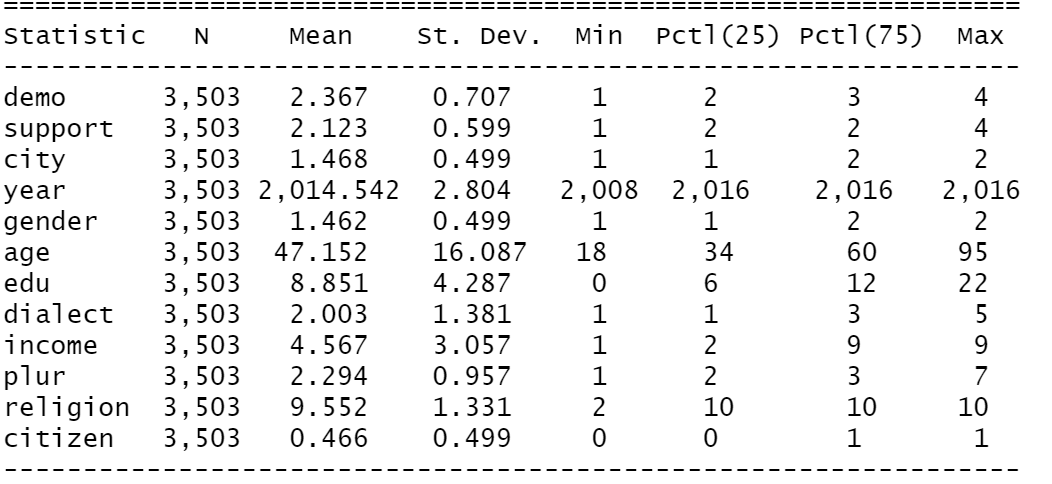 =================================================================
Statistic N Mean St. Dev. Min Pctl(25) Pctl(75) Max
-----------------------------------------------------------------
demo 3,503 2.367 0.707 1 2 3 4
support 3,503 2.123 0.599 1 2 2 4
city 3,503 1.468 0.499 1 1 2 2
year 3,503 2,014.542 2.804 2,008 2,016 2,016 2,016
gender 3,503 1.462 0.499 1 1 2 2
age 3,503 47.152 16.087 18 34 60 95
edu 3,503 8.851 4.287 0 6 12 22
dialect 3,503 2.003 1.381 1 1 3 5
income 3,503 4.567 3.057 1 2 9 9
plur 3,503 2.294 0.957 1 2 3 7
religion 3,503 9.552 1.331 2 10 10 10
citizen 3,503 0.466 0.499 0 0 1 1
-----------------------------------------------------------------